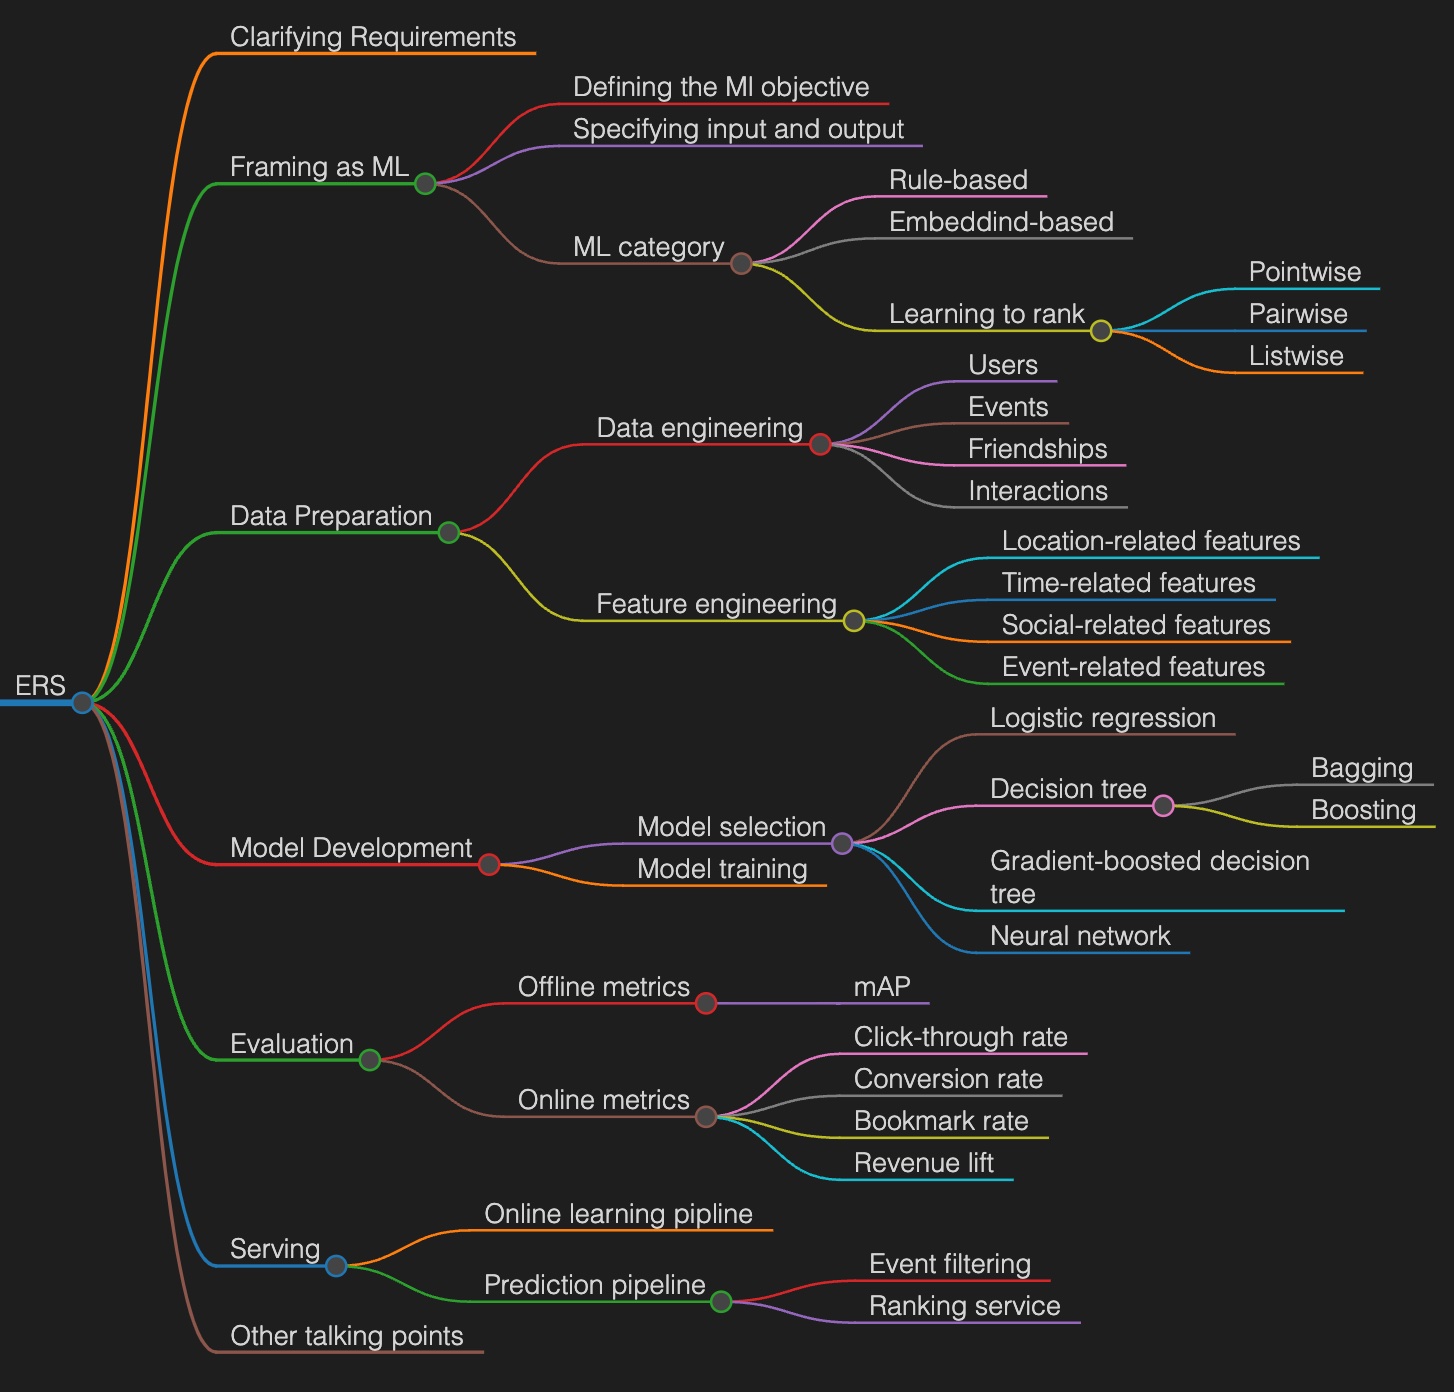 Clarifying Requirements
Defining the Ml objective
Specifying input and output
Framing as ML
Rule-based
Embeddind-based
ML category
Pointwise
Learning to rank
Pairwise
Listwise
Users
Events
Data engineering
Friendships
Interactions
Data Preparation
Location-related features
Time-related features
Feature engineering
Social-related features
Event-related features
ERS
Logistic regression
Bagging
Decision tree
Boosting
Model selection
Model Development
Model training
Gradient-boosted decision
tree
Neural network
Offline metrics
mAP
Evaluation
Click-through rate
Conversion rate
Online metrics
Bookmark rate
Revenue lift
Online learning pipline
Serving
Event filtering
Prediction pipeline
Ranking service
Other talking points